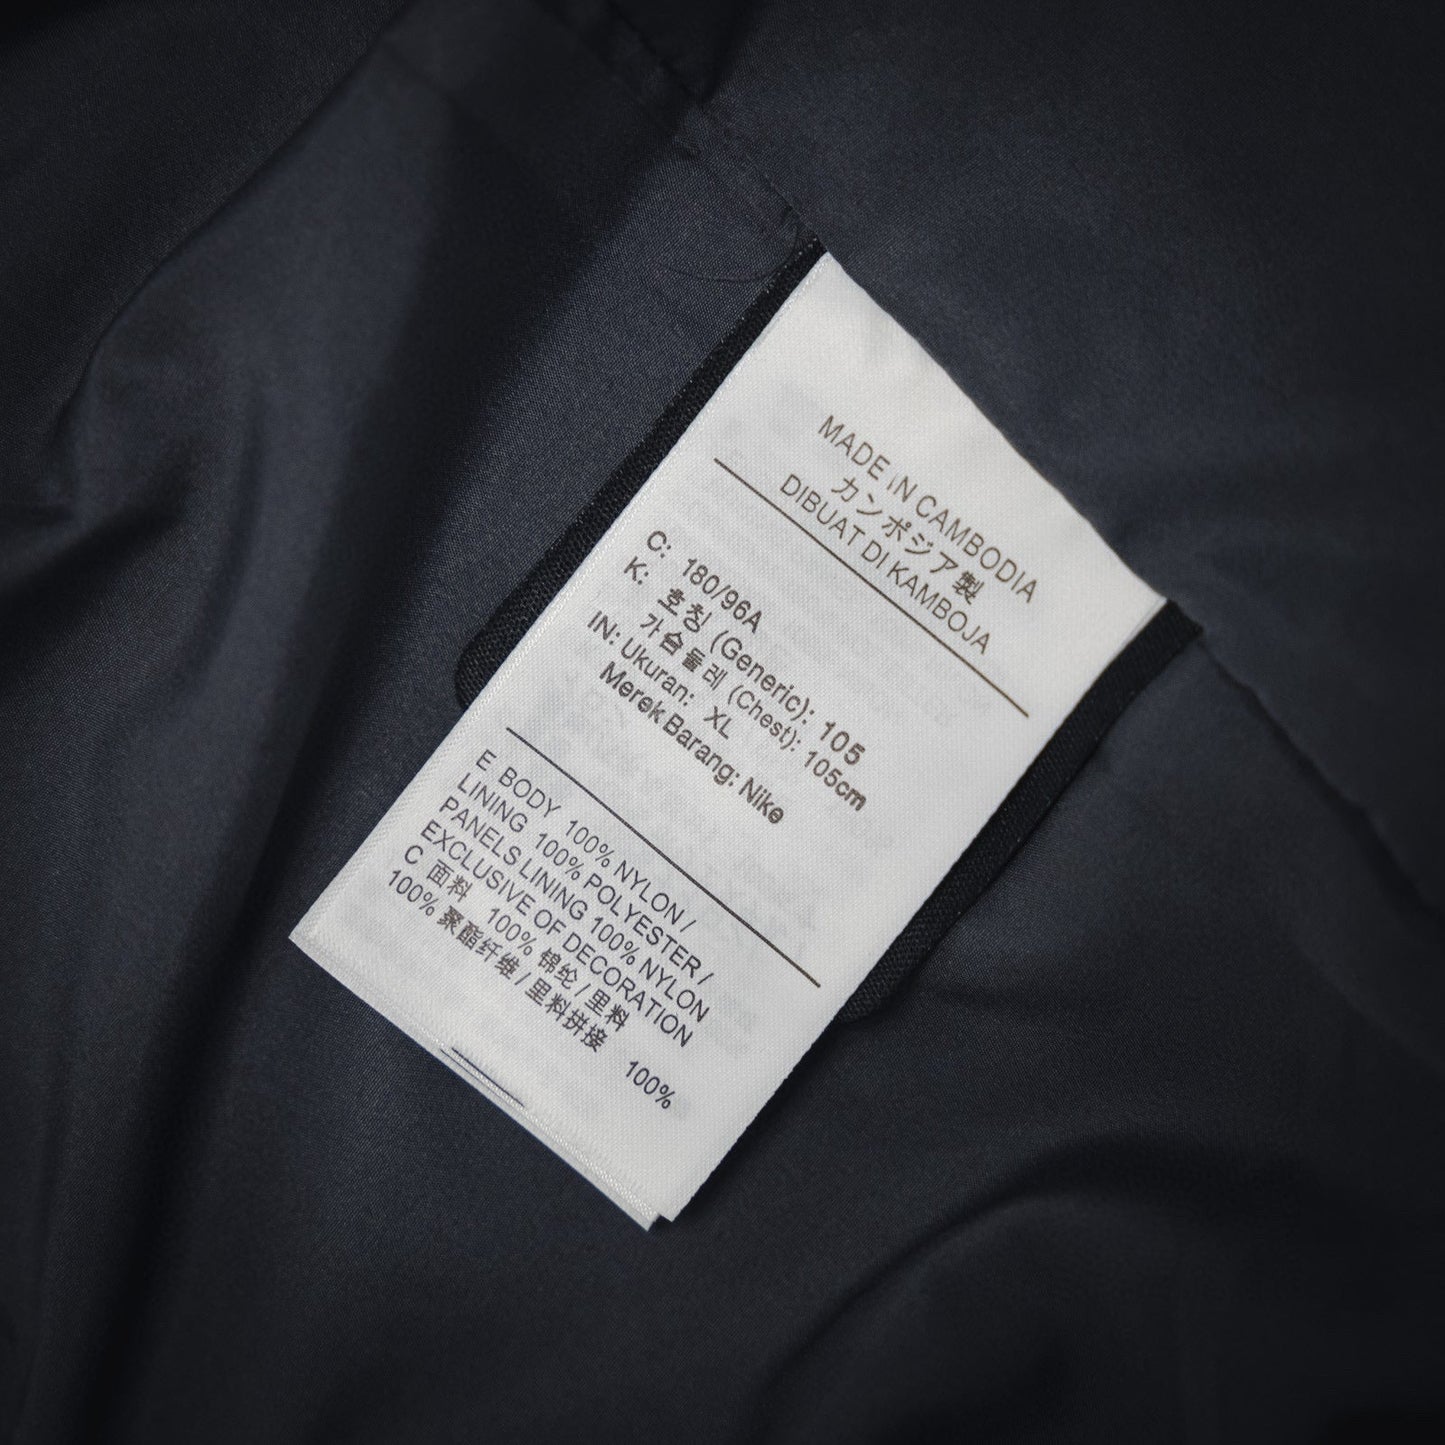 MADE IN CAMBODIA
カンボジア製
DIBUAT DI KAMBOJA
C: 180/96A
K: 호칭 (Generic): 105
가슴둘레 (Chest): 105cm
IN: Ukuran: XL
Merek Barang: Nike
E BODY 100% NYLON /
LINING 100% POLYESTER /
PANELS LINING 100% NYLON
EXCLUSIVE OF DECORATION
C 面料 100% 锦纶 / 里料
100% 聚酯纤维 / 里料拼接 100%